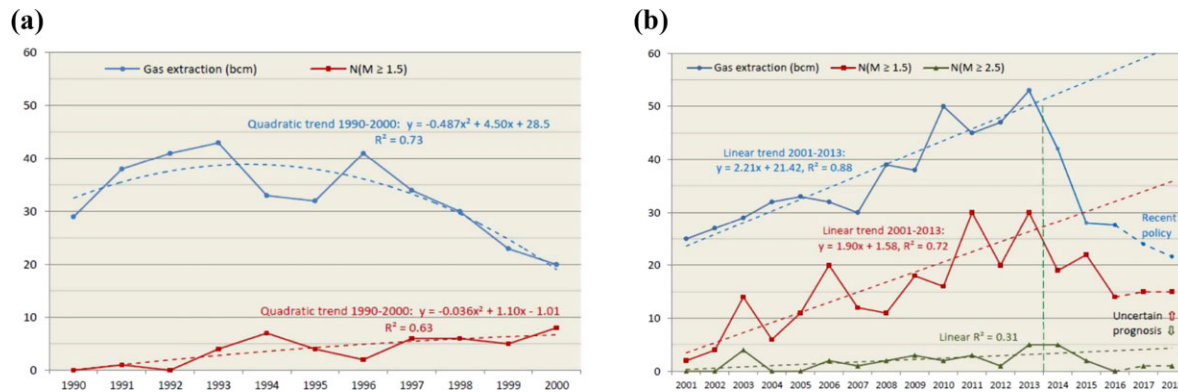 (a)
60
50
40
30
20
10
0
Gas extraction (bcm) N(M ≥ 1.5)
Quadratic trend 1990-2000: y = -0.487x² + 4.50x + 28.5
R² = 0.73
Quadratic trend 1990-2000: y = -0.036x² + 1.10x - 1.01
R² = 0.63
1990 1991 1992 1993 1994 1995 1996 1997 1998 1999 2000
(b)
60
50
40
30
20
10
0
Gas extraction (bcm) N(M ≥ 1.5) N(M ≥ 2.5)
Linear trend 2001-2013:
y = 2.21x + 21.42, R² = 0.88
Linear trend 2001-2013:
y = 1.90x + 1.58, R² = 0.72
Recent
policy
Uncertain ⇧
prognosis ⇩
Linear R² = 0.31
2001 2002 2003 2004 2005 2006 2007 2008 2009 2010 2011 2012 2013 2014 2015 2016 2017